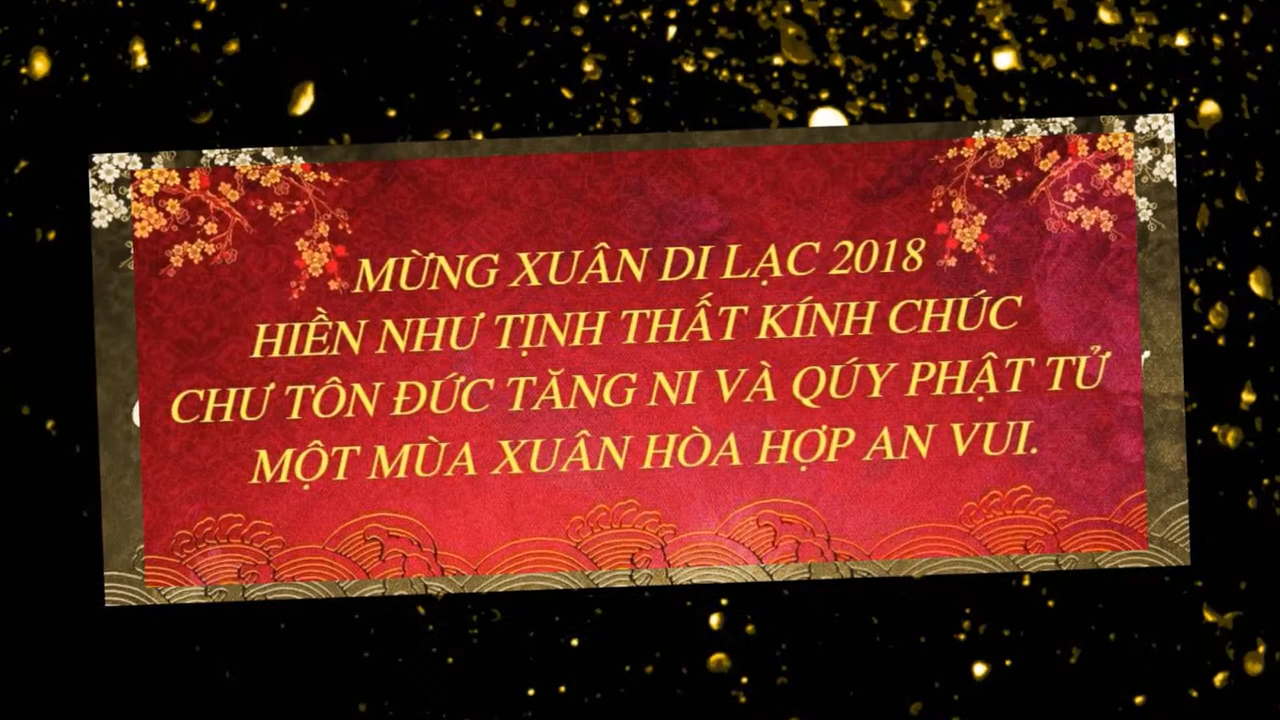 MỪNG XUÂN DI LẠC 2018
HIỀN NHƯ TỊNH THẤT KÍNH CHÚC
CHƯ TÔN ĐỨC TĂNG NI VÀ QÚY PHẬT TỬ
MỘT MÙA XUÂN HÒA HỢP AN VUI.